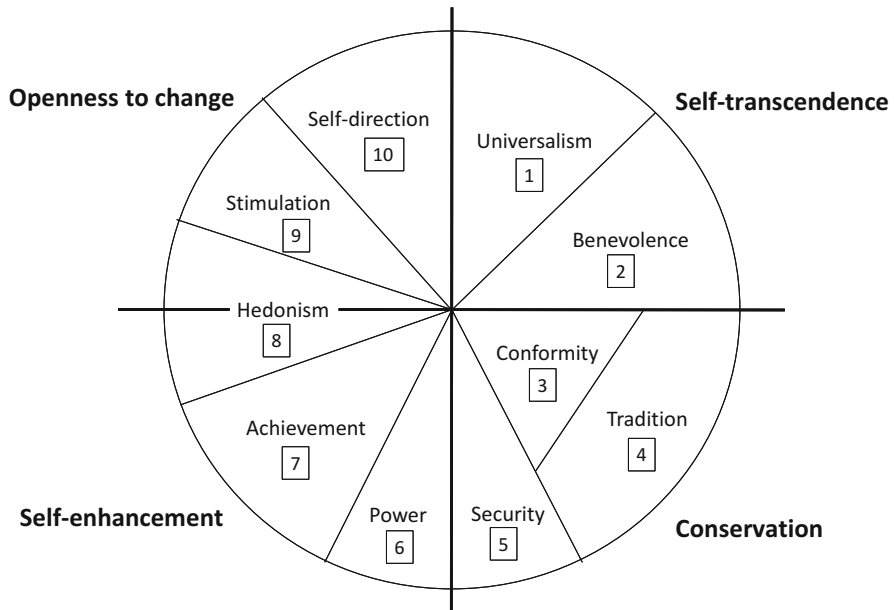 Openness to change
Self-transcendence
Self-direction
10
Universalism
1
Stimulation
9
Benevolence
2
Hedonism
8
Conformity
3
Achievement
7
Tradition
4
Self-enhancement
Power
6
Security
5
Conservation